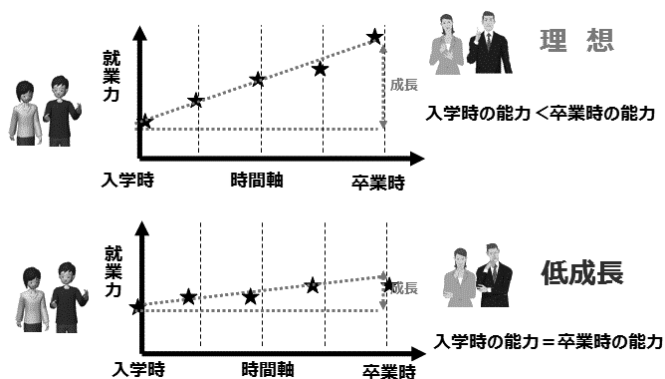 就業力
理 想
成長
入学時の能力<卒業時の能力
入学時
時間軸
卒業時
就業力
低成長
成長
入学時の能力=卒業時の能力
入学時
時間軸
卒業時